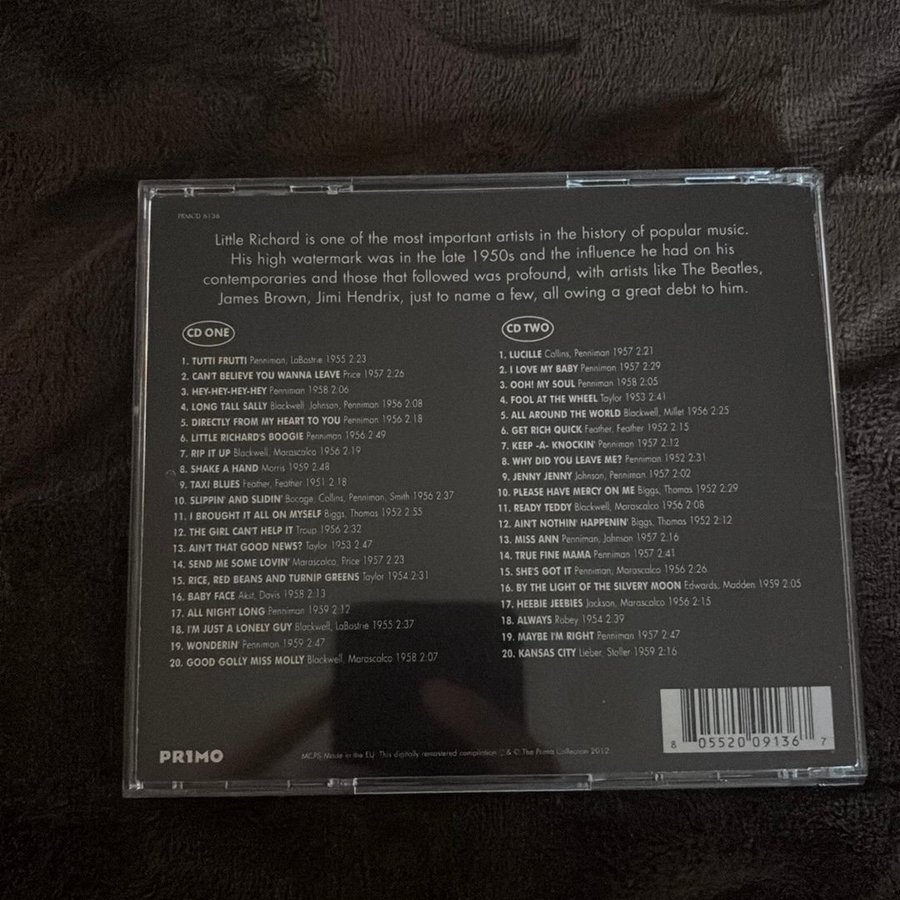 PRMCD 6136
Little Richard is one of the most important artists in the history of popular music.
His high watermark was in the late 1950s and the influence he had on his
contemporaries and those that followed was profound, with artists like The Beatles,
James Brown, Jimi Hendrix, just to name a few, all owing a great debt to him.
CD ONE
1. TUTTI FRUTTI Penniman, LaBostrie 1955 2:23
2. CAN'T BELIEVE YOU WANNA LEAVE Price 1957 2:26
3. HEY-HEY-HEY-HEY Penniman 1958 2:06
4. LONG TALL SALLY Blackwell, Johnson, Penniman 1956 2:08
5. DIRECTLY FROM MY HEART TO YOU Penniman 1956 2:18
6. LITTLE RICHARD'S BOOGIE Penniman 1956 2:49
7. RIP IT UP Blackwell, Marascalco 1956 2:19
8. SHAKE A HAND Morris 1959 2:48
9. TAXI BLUES Feather, Feather 1951 2:18
10. SLIPPIN' AND SLIDIN' Bocage, Collins, Penniman, Smith 1956 2:37
11. I BROUGHT IT ALL ON MYSELF Biggs, Thomas 1952 2:55
12. THE GIRL CAN'T HELP IT Troup 1956 2:32
13. AIN'T THAT GOOD NEWS? Taylor 1953 2:47
14. SEND ME SOME LOVIN' Marascalco, Price 1957 2:23
15. RICE, RED BEANS AND TURNIP GREENS Taylor 1954 2:31
16. BABY FACE Akst, Davis 1958 2:13
17. ALL NIGHT LONG Penniman 1959 2:12
18. I'M JUST A LONELY GUY Blackwell, LaBostrie 1955 2:37
19. WONDERIN' Penniman 1959 2:47
20. GOOD GOLLY MISS MOLLY Blackwell, Marascalco 1958 2:07
CD TWO
1. LUCILLE Collins, Penniman 1957 2:21
2. I LOVE MY BABY Penniman 1957 2:29
3. OOH! MY SOUL Penniman 1958 2:05
4. FOOL AT THE WHEEL Taylor 1953 2:41
5. ALL AROUND THE WORLD Blackwell, Millet 1956 2:25
6. GET RICH QUICK Feather, Feather 1952 2:15
7. KEEP -A- KNOCKIN' Penniman 1957 2:12
8. WHY DID YOU LEAVE ME? Penniman 1952 2:31
9. JENNY JENNY Johnson, Penniman 1957 2:02
10. PLEASE HAVE MERCY ON ME Biggs, Thomas 1952 2:29
11. READY TEDDY Blackwell, Marascalco 1956 2:08
12. AIN'T NOTHIN' HAPPENIN' Biggs, Thomas 1952 2:12
13. MISS ANN Penniman, Johnson 1957 2:16
14. TRUE FINE MAMA Penniman 1957 2:41
15. SHE'S GOT IT Penniman, Marascalco 1956 2:26
16. BY THE LIGHT OF THE SILVERY MOON Edwards, Madden 1959 2:05
17. HEEBIE JEEBIES Jackson, Marascalco 1956 2:15
18. ALWAYS Robey 1954 2:39
19. MAYBE I'M RIGHT Penniman 1957 2:47
20. KANSAS CITY Lieber, Stoller 1959 2:16
PR1MO
MCPS Made in the EU. This digitally remastered compilation ℗ & © The Primo Collection 2012
8 05520 09136 7